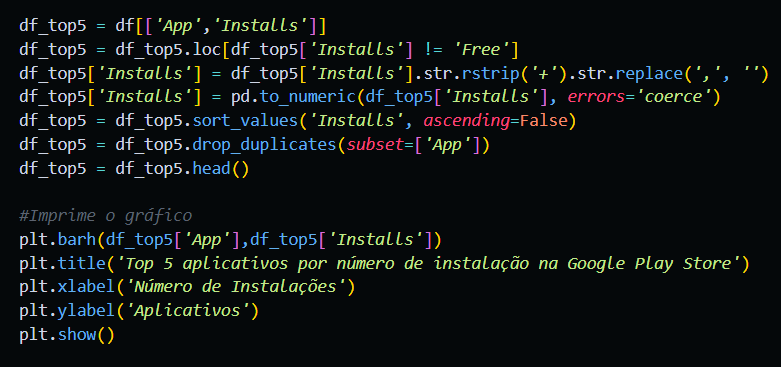 df_top5 = df[['App','Installs']]
df_top5 = df_top5.loc[df_top5['Installs'] != 'Free']
df_top5['Installs'] = df_top5['Installs'].str.rstrip('+').str.replace(',', '')
df_top5['Installs'] = pd.to_numeric(df_top5['Installs'], errors='coerce')
df_top5 = df_top5.sort_values('Installs', ascending=False)
df_top5 = df_top5.drop_duplicates(subset=['App'])
df_top5 = df_top5.head()
#Imprime o gráfico
plt.barh(df_top5['App'],df_top5['Installs'])
plt.title('Top 5 aplicativos por número de instalação na Google Play Store')
plt.xlabel('Número de Instalações')
plt.ylabel('Aplicativos')
plt.show()